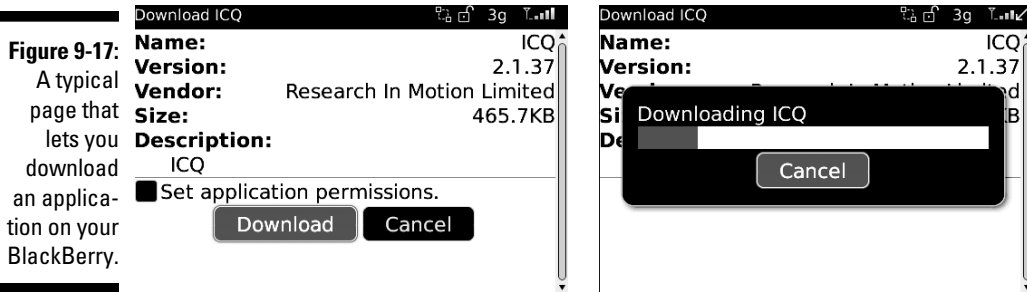 Figure 9-17:
A typical
page that
lets you
download
an applica-
tion on your
BlackBerry.
Download ICQ 3g
Name: ICQ
Version: 2.1.37
Vendor: Research In Motion Limited
Size: 465.7KB
Description:
ICQ
Set application permissions.
Download Cancel
Download ICQ 3g
Name: ICQ
Version: 2.1.37
Downloading ICQ
Cancel